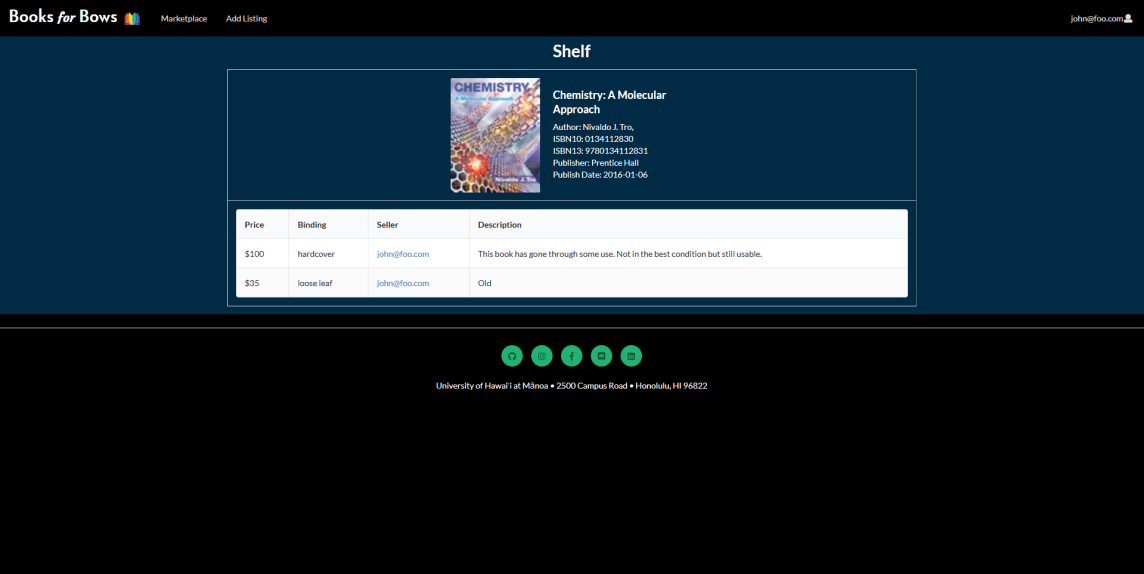 Books for Bows
Marketplace
Add Listing
john@foo.com
Shelf
CHEMISTRY
A Molecular Approach
Nivaldo J. Tro
Chemistry: A Molecular
Approach
Author: Nivaldo J. Tro,
ISBN10: 0134112830
ISBN13: 9780134112831
Publisher: Prentice Hall
Publish Date: 2016-01-06
Price Binding Seller Description
$100 hardcover john@foo.com This book has gone through some use. Not in the best condition but still usable.
$35 loose leaf john@foo.com Old
University of Hawaiʻi at Mānoa • 2500 Campus Road • Honolulu, HI 96822